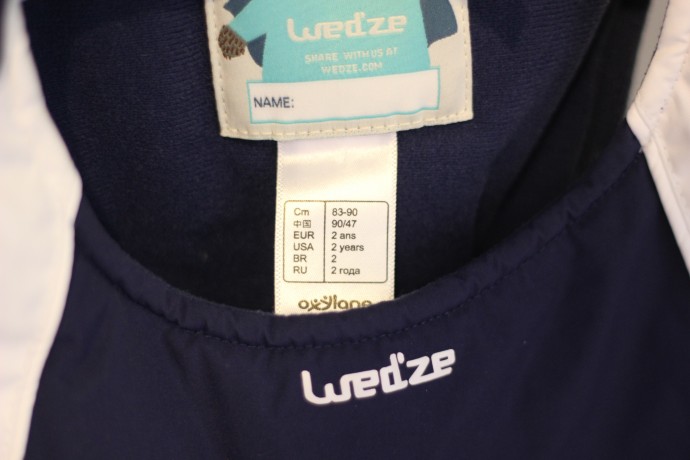 wed'ze
SHARE WITH US AT
WEDZE.COM
NAME:
Cm 83-90
中国 90/47
EUR 2 ans
USA 2 years
BR 2
RU 2 года
oxylane
wed'ze